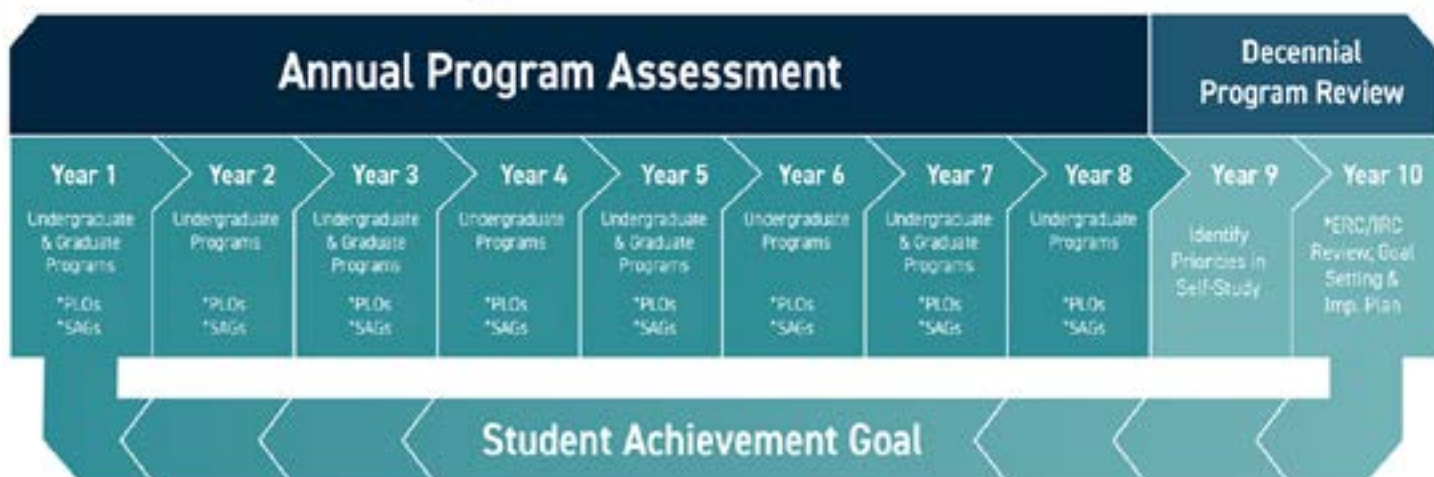 Annual Program Assessment
Decennial
Program Review
Year 1
Undergraduate
& Graduate
Programs
*PLOs
*SAGs
Year 2
Undergraduate
Programs
*PLOs
*SAGs
Year 3
Undergraduate
& Graduate
Programs
*PLOs
*SAGs
Year 4
Undergraduate
Programs
*PLOs
*SAGs
Year 5
Undergraduate
& Graduate
Programs
*PLOs
*SAGs
Year 6
Undergraduate
Programs
*PLOs
*SAGs
Year 7
Undergraduate
& Graduate
Programs
*PLOs
*SAGs
Year 8
Undergraduate
Programs
*PLOs
*SAGs
Year 9
Identify
Priorities in
Self-Study
Year 10
*ERC/IRC
Review, Goal
Setting &
Imp. Plan
Student Achievement Goal